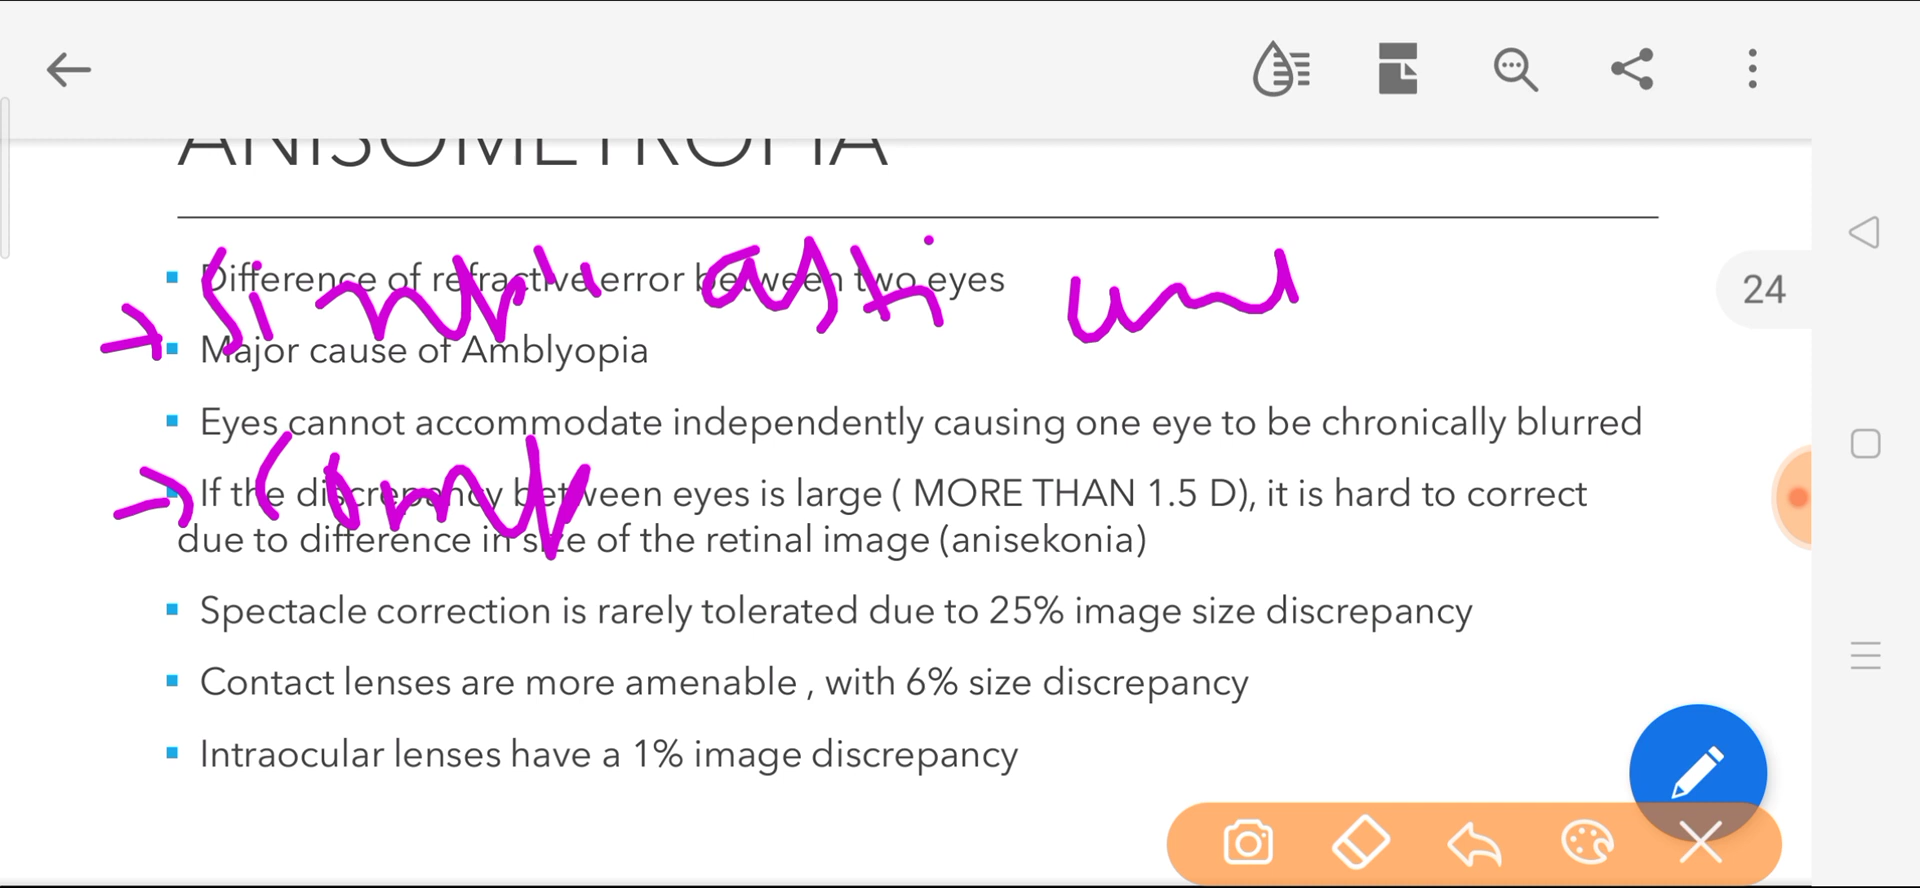 ANISOMETROPIA
24
Difference of refractive error between two eyes
Major cause of Amblyopia
Eyes cannot accommodate independently causing one eye to be chronically blurred
If the discrepancy between eyes is large ( MORE THAN 1.5 D), it is hard to correct
due to difference in size of the retinal image (anisekonia)
Spectacle correction is rarely tolerated due to 25% image size discrepancy
Contact lenses are more amenable , with 6% size discrepancy
Intraocular lenses have a 1% image discrepancy